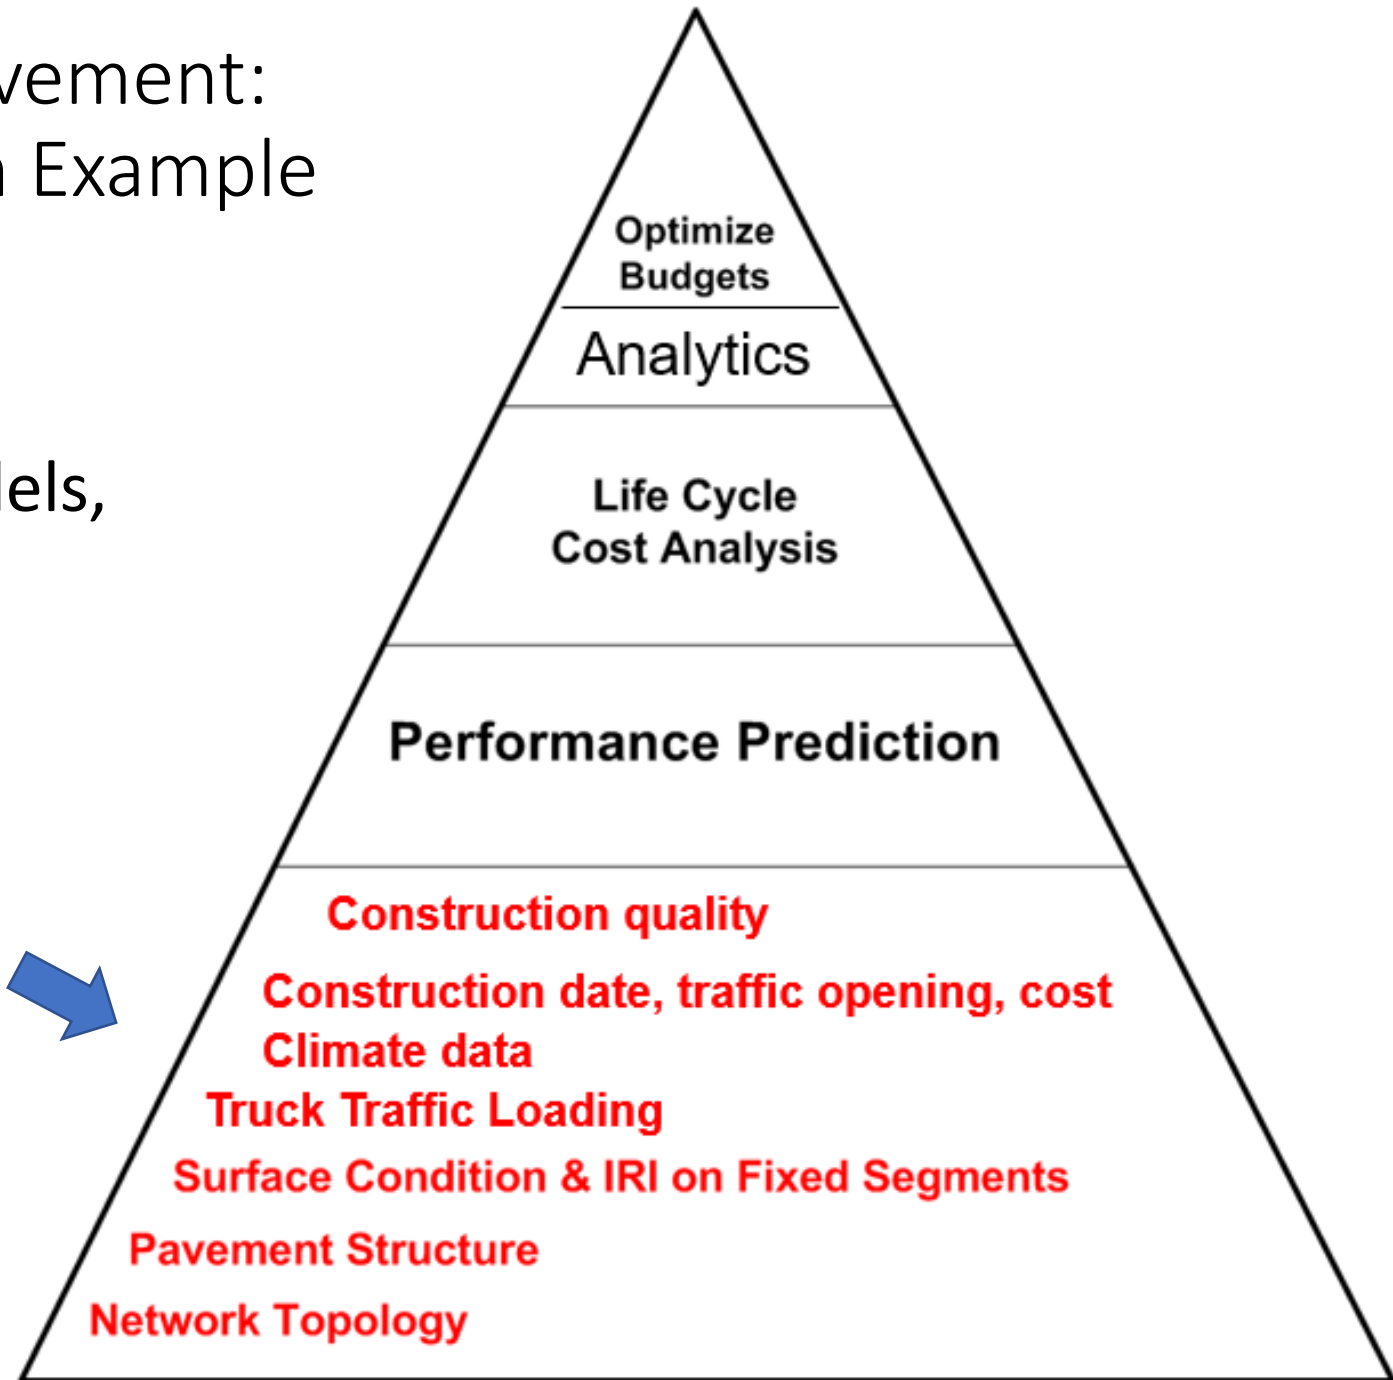 vement:
n Example
Optimize
Budgets
Analytics
lels,
Life Cycle
Cost Analysis
Performance Prediction
Construction quality
Construction date, traffic opening, cost
Climate data
Truck Traffic Loading
Surface Condition & IRI on Fixed Segments
Pavement Structure
Network Topology